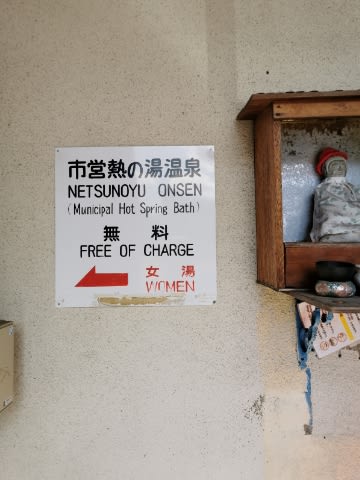 市営熱の湯温泉
NETSUNOYU ONSEN
(Municipal Hot Spring Bath)
無料
FREE OF CHARGE
女湯
WOMEN